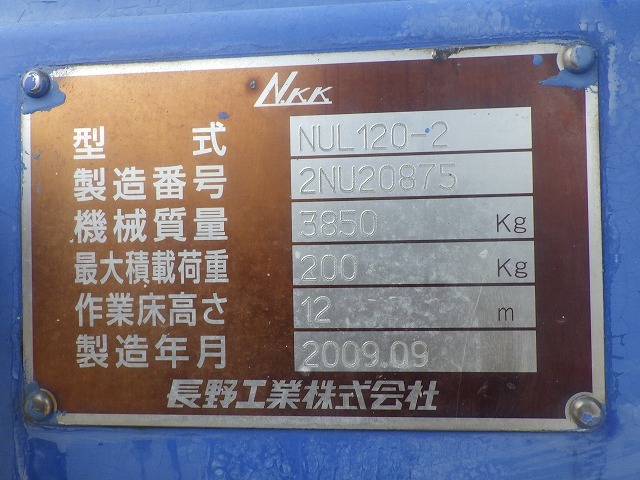 N.K.K.
型式 NUL120-2
製造番号 2NU20875
機械質量 3850 Kg
最大積載荷重 200 Kg
作業床高さ 12 m
製造年月 2009.09
長野工業株式会社